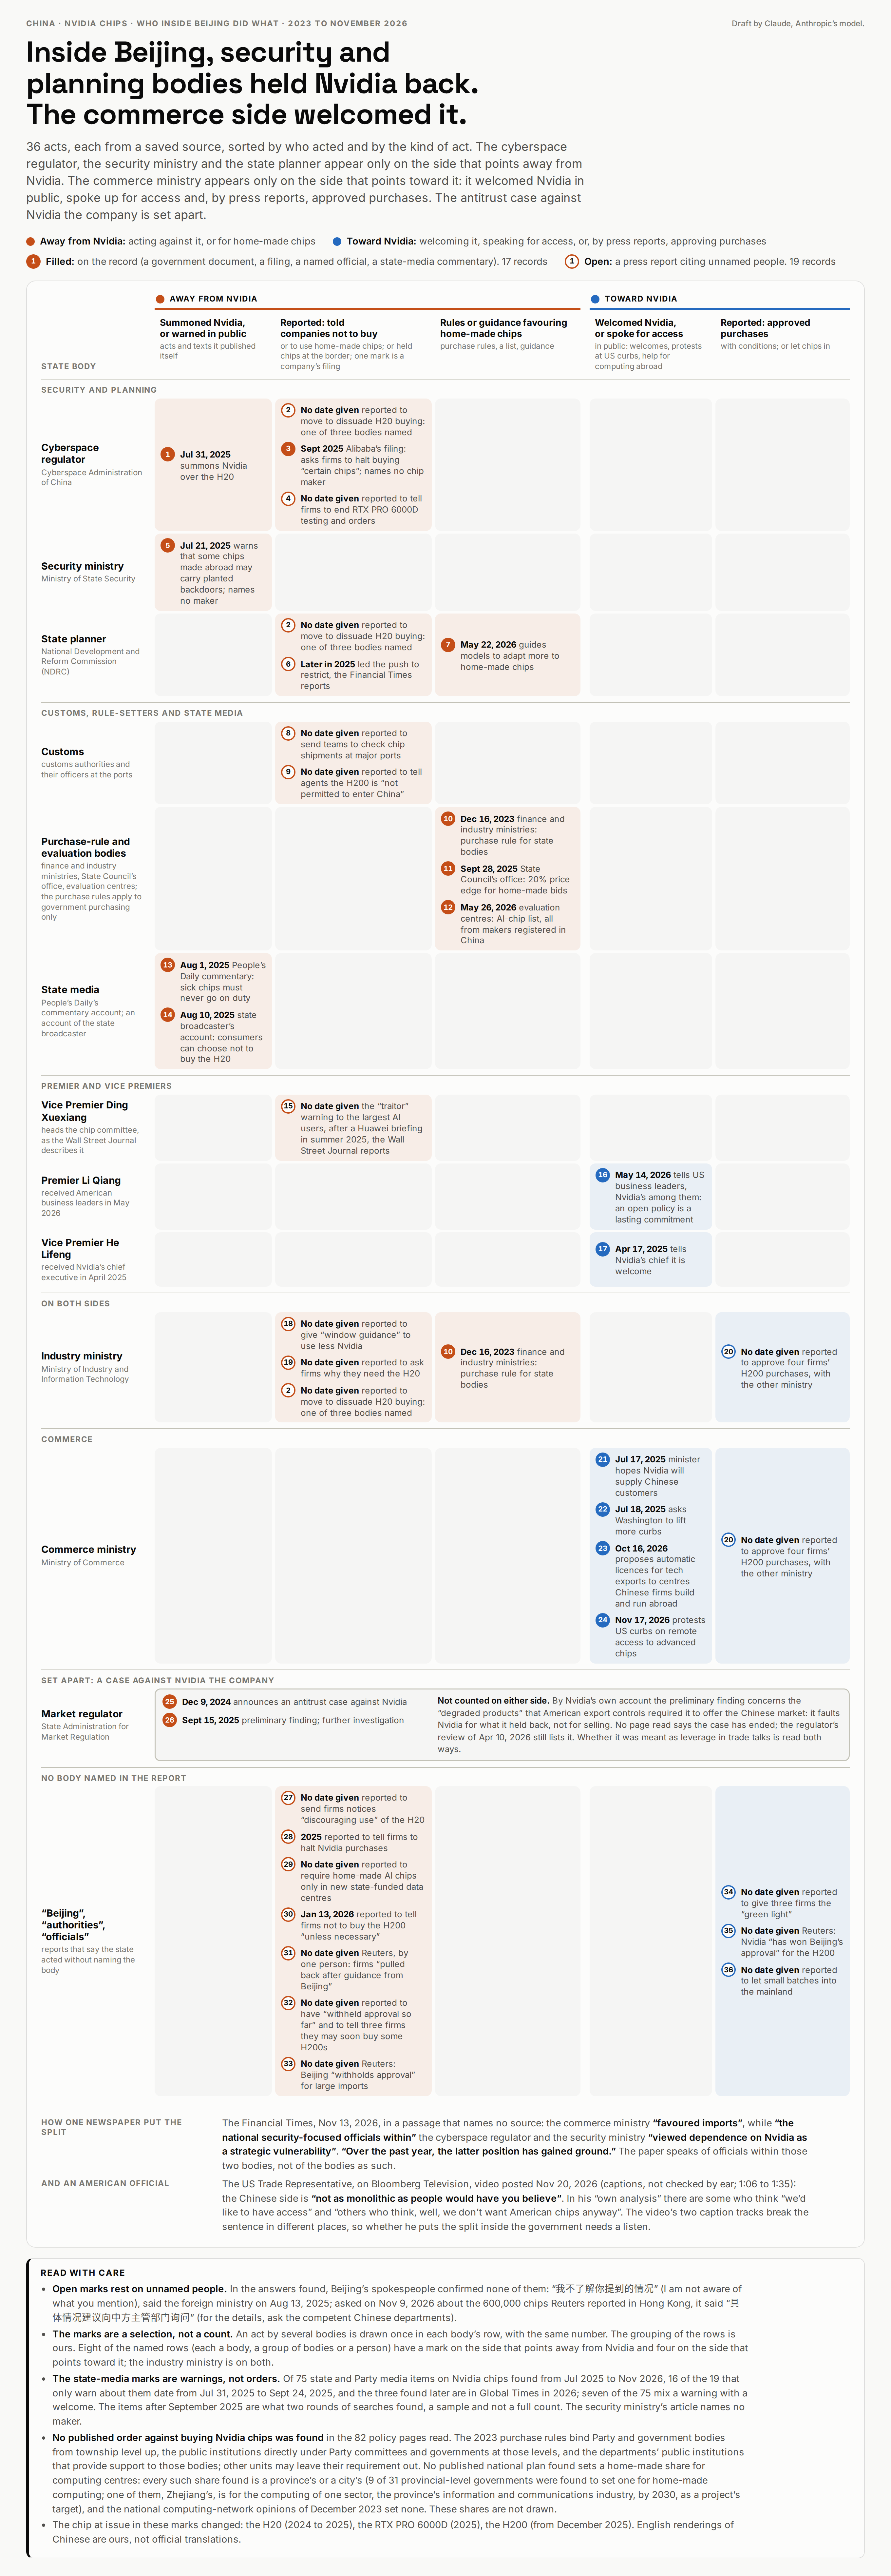 CHINA · NVIDIA CHIPS · WHO INSIDE BEIJING DID WHAT · 2023 TO NOVEMBER 2026
Draft by Claude, Anthropic’s model.
Inside Beijing, security and
planning bodies held Nvidia back.
The commerce side welcomed it.
36 acts, each from a saved source, sorted by who acted and by the kind of act. The cyberspace
regulator, the security ministry and the state planner appear only on the side that points away from
Nvidia. The commerce ministry appears only on the side that points toward it: it welcomed Nvidia in
public, spoke up for access and, by press reports, approved purchases. The antitrust case against
Nvidia the company is set apart.
Away from Nvidia: acting against it, or for home-made chips
Toward Nvidia: welcoming it, speaking for access, or, by press reports, approving purchases
1 Filled: on the record (a government document, a filing, a named official, a state-media commentary). 17 records
1 Open: a press report citing unnamed people. 19 records
AWAY FROM NVIDIA
TOWARD NVIDIA
STATE BODY
Summoned Nvidia,
or warned in public
acts and texts it published
itself
Reported: told
companies not to buy
or to use home-made chips; or held
chips at the border; one mark is a
company’s filing
Rules or guidance favouring
home-made chips
purchase rules, a list, guidance
Welcomed Nvidia,
or spoke for access
in public: welcomes, protests
at US curbs, help for
computing abroad
Reported: approved
purchases
with conditions; or let chips in
SECURITY AND PLANNING
Cyberspace
regulator
Cyberspace Administration
of China
1 Jul 31, 2025
summons Nvidia
over the H20
2 No date given reported to
move to dissuade H20 buying:
one of three bodies named
3 Sept 2025 Alibaba’s filing:
asks firms to halt buying
“certain chips”; names no chip
maker
4 No date given reported to tell
firms to end RTX PRO 6000D
testing and orders
Security ministry
Ministry of State Security
5 Jul 21, 2025 warns
that some chips
made abroad may
carry planted
backdoors; names
no maker
State planner
National Development and
Reform Commission
(NDRC)
2 No date given reported to
move to dissuade H20 buying:
one of three bodies named
6 Later in 2025 led the push to
restrict, the Financial Times
reports
7 May 22, 2026 guides
models to adapt more to
home-made chips
CUSTOMS, RULE-SETTERS AND STATE MEDIA
Customs
customs authorities and
their officers at the ports
8 No date given reported to
send teams to check chip
shipments at major ports
9 No date given reported to tell
agents the H200 is “not
permitted to enter China”
Purchase-rule and
evaluation bodies
finance and industry
ministries, State Council’s
office, evaluation centres;
the purchase rules apply to
government purchasing
only
10 Dec 16, 2023 finance and
industry ministries:
purchase rule for state
bodies
11 Sept 28, 2025 State
Council’s office: 20% price
edge for home-made bids
12 May 26, 2026 evaluation
centres: AI-chip list, all
from makers registered in
China
State media
People’s Daily’s
commentary account; an
account of the state
broadcaster
13 Aug 1, 2025 People’s
Daily commentary:
sick chips must
never go on duty
14 Aug 10, 2025 state
broadcaster’s
account: consumers
can choose not to
buy the H20
PREMIER AND VICE PREMIERS
Vice Premier Ding
Xuexiang
heads the chip committee,
as the Wall Street Journal
describes it
15 No date given the “traitor”
warning to the largest AI
users, after a Huawei briefing
in summer 2025, the Wall
Street Journal reports
Premier Li Qiang
received American
business leaders in May
2026
16 May 14, 2026 tells US
business leaders,
Nvidia’s among them:
an open policy is a
lasting commitment
Vice Premier He
Lifeng
received Nvidia’s chief
executive in April 2025
17 Apr 17, 2025 tells
Nvidia’s chief it is
welcome
ON BOTH SIDES
Industry ministry
Ministry of Industry and
Information Technology
18 No date given reported to
give “window guidance” to
use less Nvidia
19 No date given reported to ask
firms why they need the H20
2 No date given reported to
move to dissuade H20 buying:
one of three bodies named
10 Dec 16, 2023 finance and
industry ministries:
purchase rule for state
bodies
20 No date given reported
to approve four firms’
H200 purchases, with
the other ministry
COMMERCE
Commerce ministry
Ministry of Commerce
21 Jul 17, 2025 minister
hopes Nvidia will
supply Chinese
customers
22 Jul 18, 2025 asks
Washington to lift
more curbs
23 Oct 16, 2026
proposes automatic
licences for tech
exports to centres
Chinese firms build
and run abroad
24 Nov 17, 2026 protests
US curbs on remote
access to advanced
chips
20 No date given reported
to approve four firms’
H200 purchases, with
the other ministry
SET APART: A CASE AGAINST NVIDIA THE COMPANY
Market regulator
State Administration for
Market Regulation
25 Dec 9, 2024 announces an antitrust case against Nvidia
26 Sept 15, 2025 preliminary finding; further investigation
Not counted on either side. By Nvidia’s own account the preliminary finding concerns the
“degraded products” that American export controls required it to offer the Chinese market: it faults
Nvidia for what it held back, not for selling. No page read says the case has ended; the regulator’s
review of Apr 10, 2026 still lists it. Whether it was meant as leverage in trade talks is read both
ways.
NO BODY NAMED IN THE REPORT
“Beijing”,
“authorities”,
“officials”
reports that say the state
acted without naming the
body
27 No date given reported to
send firms notices
“discouraging use” of the H20
28 2025 reported to tell firms to
halt Nvidia purchases
29 No date given reported to
require home-made AI chips
only in new state-funded data
centres
30 Jan 13, 2026 reported to tell
firms not to buy the H200
“unless necessary”
31 No date given Reuters, by
one person: firms “pulled
back after guidance from
Beijing”
32 No date given reported to
have “withheld approval so
far” and to tell three firms
they may soon buy some
H200s
33 No date given Reuters:
Beijing “withholds approval”
for large imports
34 No date given reported
to give three firms the
“green light”
35 No date given Reuters:
Nvidia “has won Beijing’s
approval” for the H200
36 No date given reported
to let small batches into
the mainland
HOW ONE NEWSPAPER PUT THE
SPLIT
The Financial Times, Nov 13, 2026, in a passage that names no source: the commerce ministry “favoured imports”, while “the
national security-focused officials within” the cyberspace regulator and the security ministry “viewed dependence on Nvidia as
a strategic vulnerability”. “Over the past year, the latter position has gained ground.” The paper speaks of officials within those
two bodies, not of the bodies as such.
AND AN AMERICAN OFFICIAL
The US Trade Representative, on Bloomberg Television, video posted Nov 20, 2026 (captions, not checked by ear; 1:06 to 1:35):
the Chinese side is “not as monolithic as people would have you believe”. In his “own analysis” there are some who think “we’d
like to have access” and “others who think, well, we don’t want American chips anyway”. The video’s two caption tracks break the
sentence in different places, so whether he puts the split inside the government needs a listen.
READ WITH CARE
• Open marks rest on unnamed people. In the answers found, Beijing’s spokespeople confirmed none of them: “我不了解你提到的情况” (I am not aware of
what you mention), said the foreign ministry on Aug 13, 2025; asked on Nov 9, 2026 about the 600,000 chips Reuters reported in Hong Kong, it said “具
体情况建议向中方主管部门询问” (for the details, ask the competent Chinese departments).
• The marks are a selection, not a count. An act by several bodies is drawn once in each body’s row, with the same number. The grouping of the rows is
ours. Eight of the named rows (each a body, a group of bodies or a person) have a mark on the side that points away from Nvidia and four on the side that
points toward it; the industry ministry is on both.
• The state-media marks are warnings, not orders. Of 75 state and Party media items on Nvidia chips found from Jul 2025 to Nov 2026, 16 of the 19 that
only warn about them date from Jul 31, 2025 to Sept 24, 2025, and the three found later are in Global Times in 2026; seven of the 75 mix a warning with a
welcome. The items after September 2025 are what two rounds of searches found, a sample and not a full count. The security ministry’s article names no
maker.
• No published order against buying Nvidia chips was found in the 82 policy pages read. The 2023 purchase rules bind Party and government bodies
from township level up, the public institutions directly under Party committees and governments at those levels, and the departments’ public institutions
that provide support to those bodies; other units may leave their requirement out. No published national plan found sets a home-made share for
computing centres: every such share found is a province’s or a city’s (9 of 31 provincial-level governments were found to set one for home-made
computing; one of them, Zhejiang’s, is for the computing of one sector, the province’s information and communications industry, by 2030, as a project’s
target), and the national computing-network opinions of December 2023 set none. These shares are not drawn.
• The chip at issue in these marks changed: the H20 (2024 to 2025), the RTX PRO 6000D (2025), the H200 (from December 2025). English renderings of
Chinese are ours, not official translations.